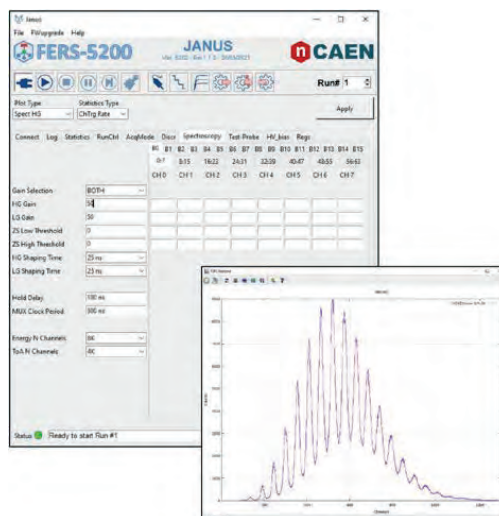 Janus
File FWupgrade Help
FERS-5200
JANUS
CAEN
Run# 1
Plot Type
Statistics Type
Spect HG
ChTrg Rate
Apply
Connect Log Statistics RunCtrl AcqMode Discr Spectroscopy Test-Probe HV_bias Regs
B0 B1 B2 B3 B4 B5 B6 B7 B8 B9 B10 B11 B12 B13 B14 B15
0-7 8-15 16-23 24-31 32-39 40-47 48-55 56-63
CH 0 CH 1 CH 2 CH 3 CH 4 CH 5 CH 6 CH 7
Gain Selection BOTH
HG Gain 50
LG Gain 50
ZS Low Threshold 0
ZS High Threshold 0
HG Shaping Time 25 ns
LG Shaping Time 25 ns
Hold Delay 100 ns
MUX Clock Period 300 ns
Energy N Channels 8K
ToA N Channels 4K
Status Ready to start Run #1